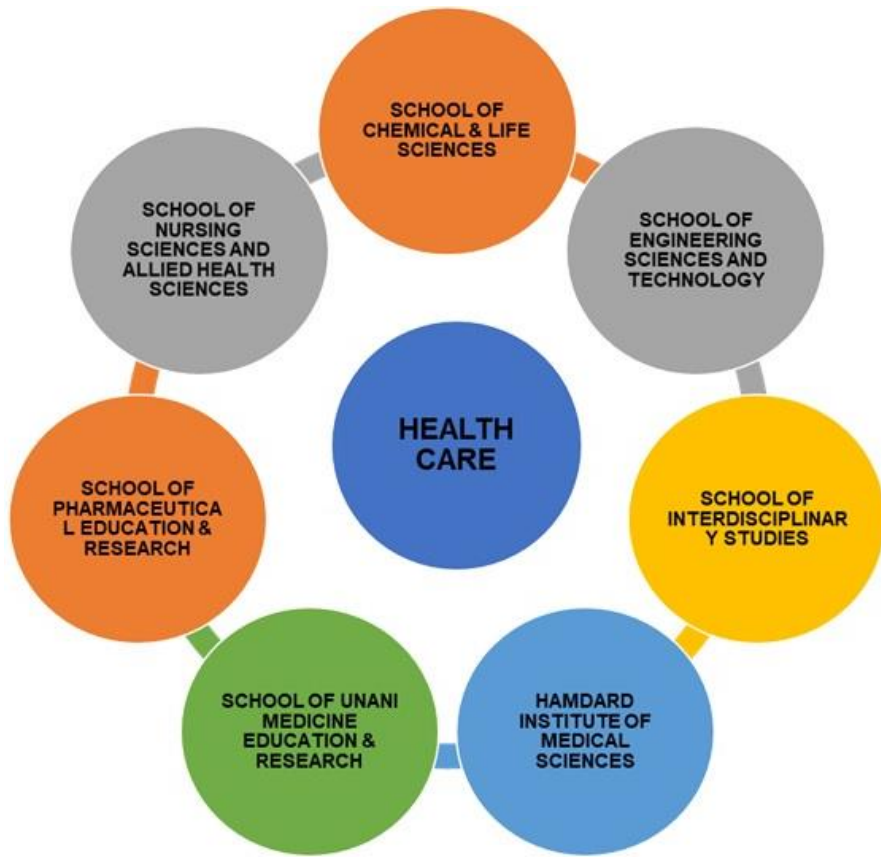 SCHOOL OF
CHEMICAL & LIFE
SCIENCES
SCHOOL OF
ENGINEERING
SCIENCES AND
TECHNOLOGY
SCHOOL OF
INTERDISCIPLINAR
Y STUDIES
HAMDARD
INSTITUTE OF
MEDICAL
SCIENCES
SCHOOL OF UNANI
MEDICINE
EDUCATION &
RESEARCH
SCHOOL OF
PHARMACEUTICA
L EDUCATION &
RESEARCH
SCHOOL OF
NURSING
SCIENCES AND
ALLIED HEALTH
SCIENCES
HEALTH
CARE